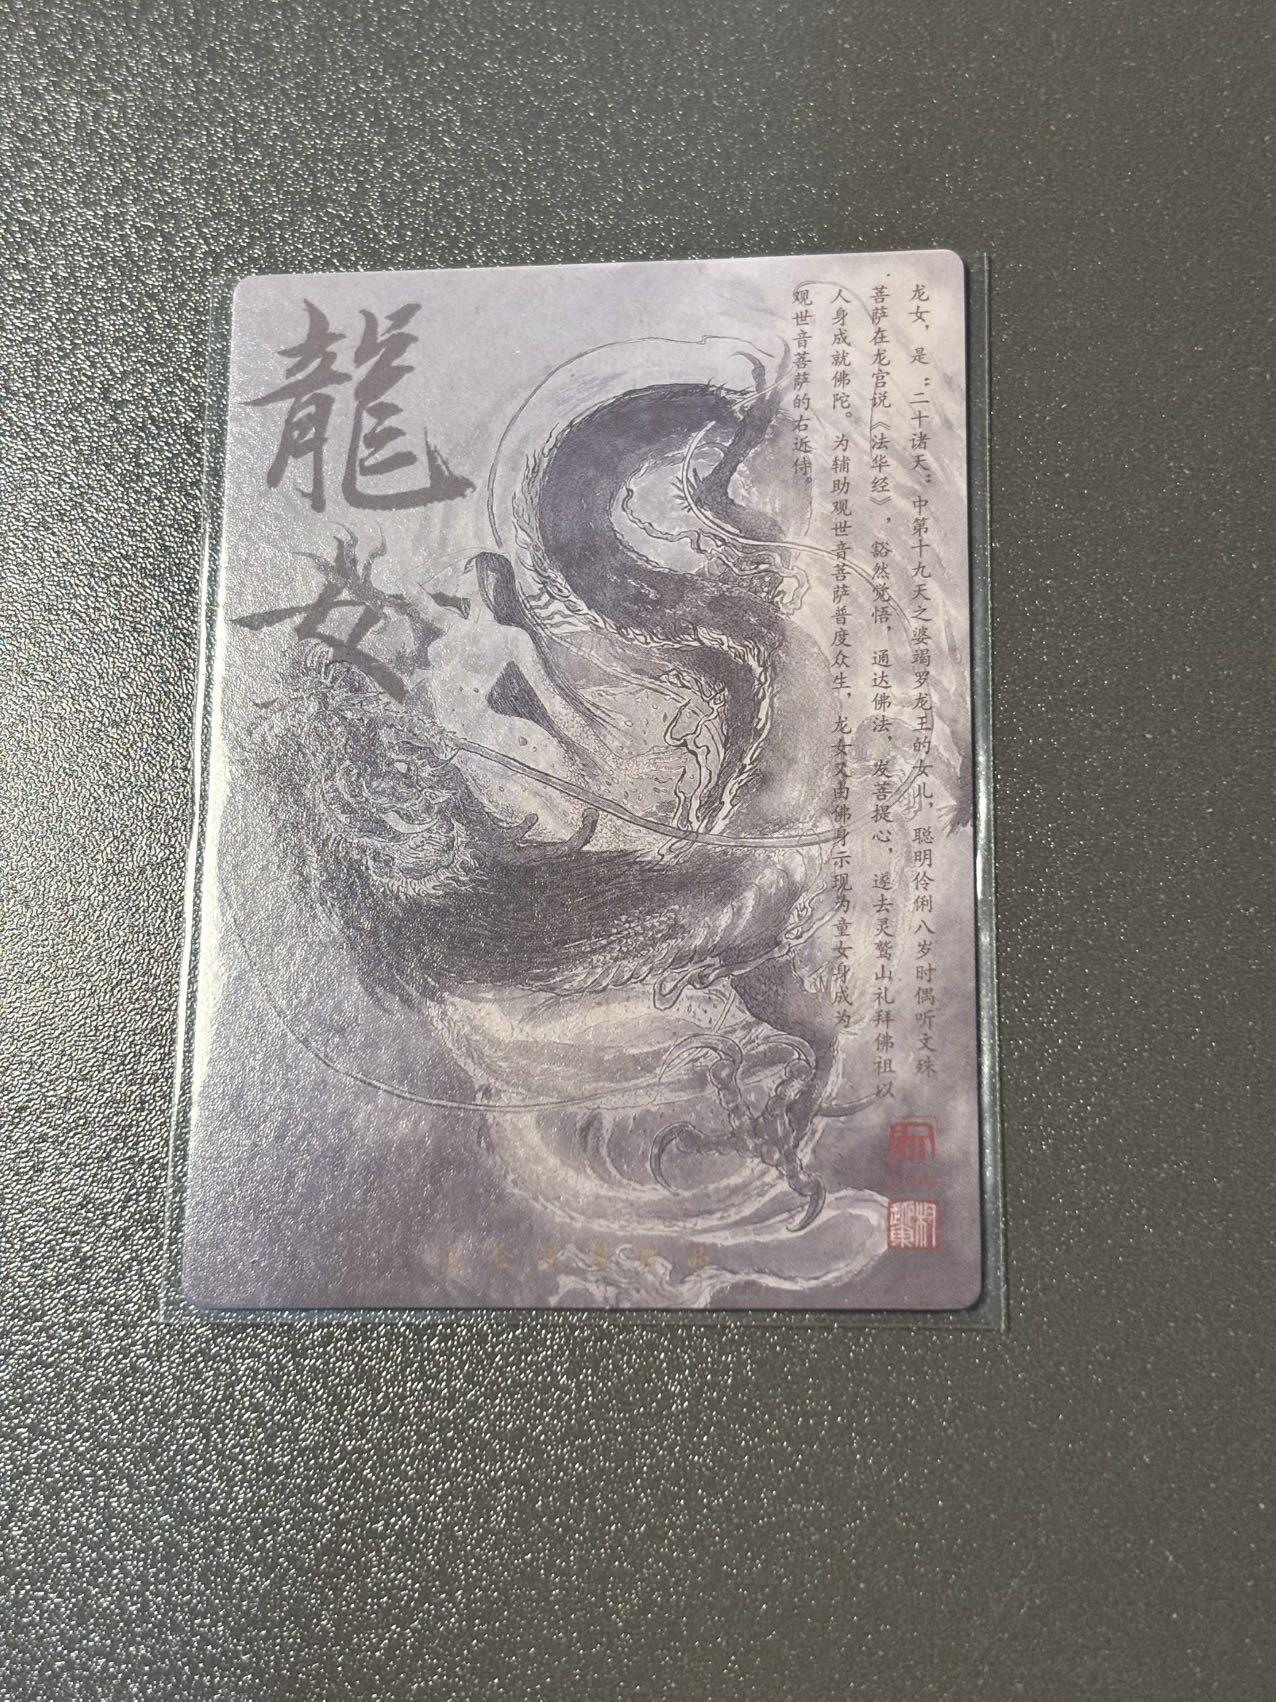 龍女
龙女，是“二十诸天”中第十九天之婆竭罗龙王的女儿，聪明伶俐八岁时偶听文殊
菩萨在龙宫说《法华经》，豁然觉悟，通达佛法，发菩提心，遂去灵鹫山礼拜佛祖以
人身成就佛陀。为辅助观世音菩萨普度众生，龙女又由佛身示现为童女身成为
观世音菩萨的右近侍。